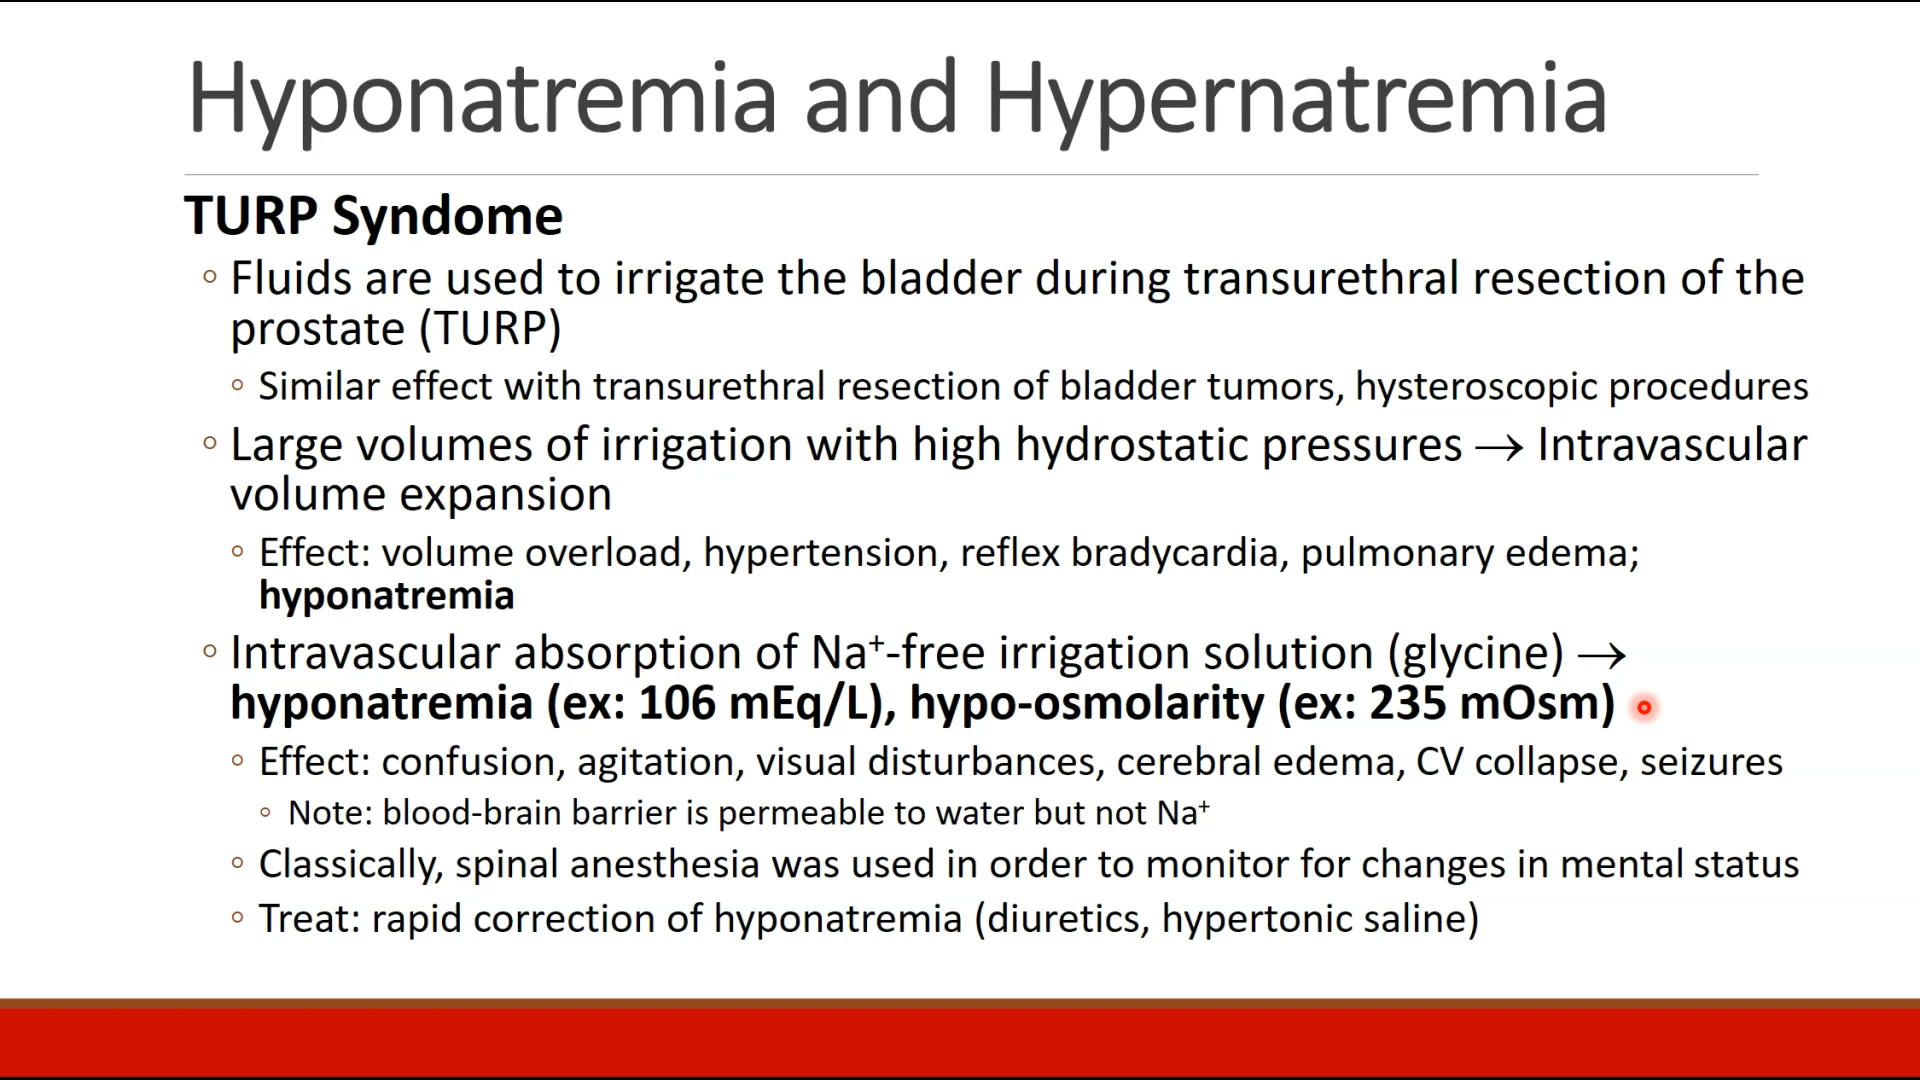 Hyponatremia and Hypernatremia
TURP Syndome
◦ Fluids are used to irrigate the bladder during transurethral resection of the
prostate (TURP)
◦ Similar effect with transurethral resection of bladder tumors, hysteroscopic procedures
◦ Large volumes of irrigation with high hydrostatic pressures → Intravascular
volume expansion
◦ Effect: volume overload, hypertension, reflex bradycardia, pulmonary edema;
hyponatremia
◦ Intravascular absorption of Na⁺-free irrigation solution (glycine) →
hyponatremia (ex: 106 mEq/L), hypo-osmolarity (ex: 235 mOsm)
◦ Effect: confusion, agitation, visual disturbances, cerebral edema, CV collapse, seizures
◦ Note: blood-brain barrier is permeable to water but not Na⁺
◦ Classically, spinal anesthesia was used in order to monitor for changes in mental status
◦ Treat: rapid correction of hyponatremia (diuretics, hypertonic saline)